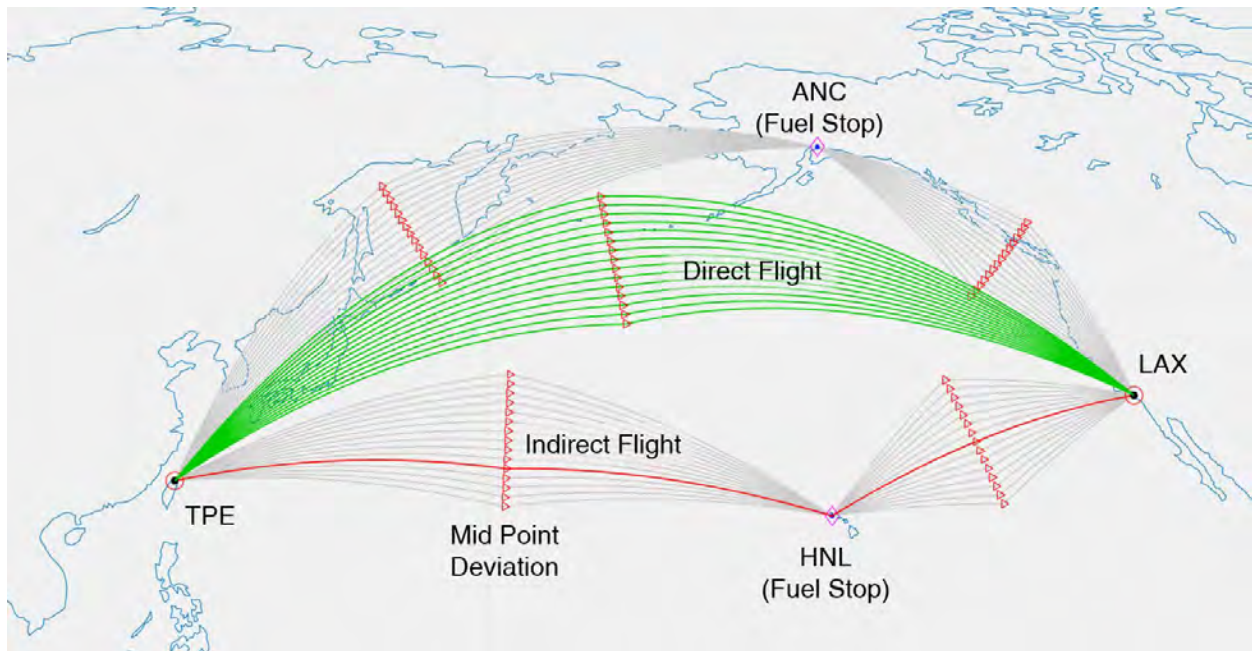 ANC
(Fuel Stop)
Direct Flight
LAX
Indirect Flight
TPE
Mid Point
Deviation
HNL
(Fuel Stop)